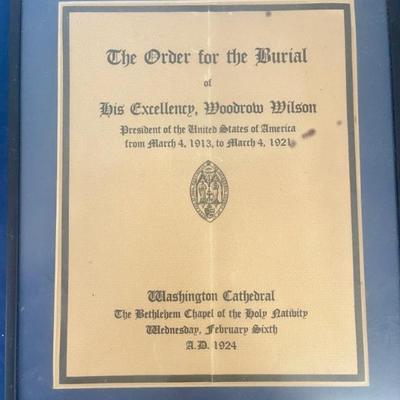 The Order for the Burial
of
His Excellency, Woodrow Wilson
President of the United States of America
from March 4, 1913, to March 4, 1921
Washington Cathedral
The Bethlehem Chapel of the Holy Nativity
Wednesday, February Sixth
A.D. 1924